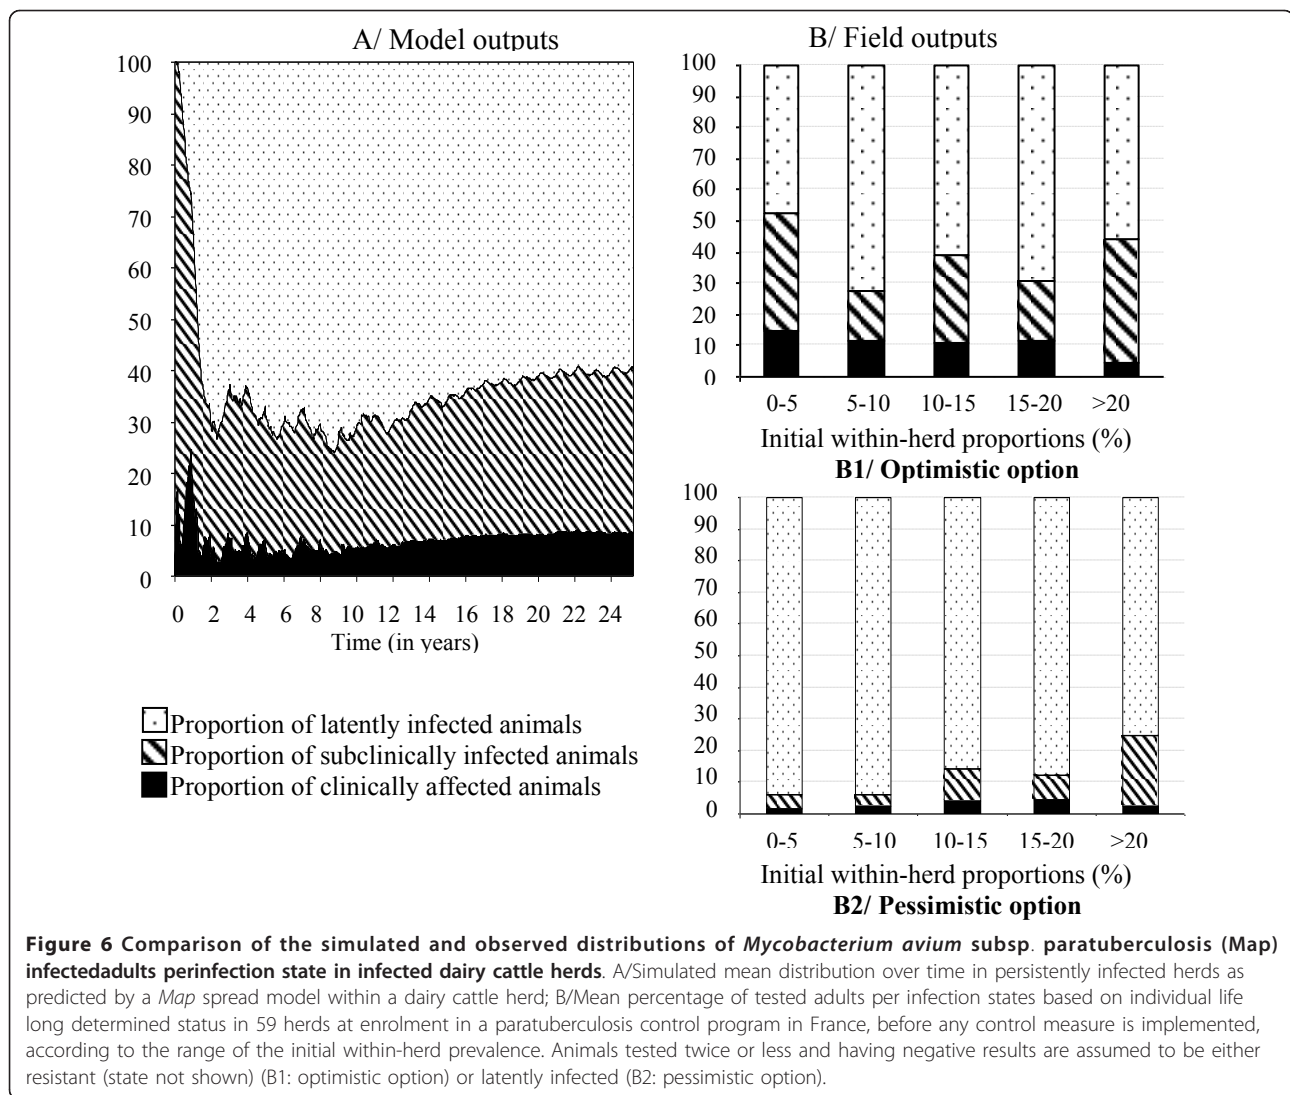 A/ Model outputs
100
90
80
70
60
50
40
30
20
10
0
0 2 4 6 8 10 12 14 16 18 20 22 24
Time (in years)
Proportion of latently infected animals
Proportion of subclinically infected animals
Proportion of clinically affected animals
B/ Field outputs
100
90
80
70
60
50
40
30
20
10
0
0-5 5-10 10-15 15-20 >20
Initial within-herd proportions (%)
B1/ Optimistic option
100
90
80
70
60
50
40
30
20
10
0
0-5 5-10 10-15 15-20 >20
Initial within-herd proportions (%)
B2/ Pessimistic option
Figure 6 Comparison of the simulated and observed distributions of Mycobacterium avium subsp. paratuberculosis (Map)
infectedadults perinfection state in infected dairy cattle herds. A/Simulated mean distribution over time in persistently infected herds as
predicted by a Map spread model within a dairy cattle herd; B/Mean percentage of tested adults per infection states based on individual life
long determined status in 59 herds at enrolment in a paratuberculosis control program in France, before any control measure is implemented,
according to the range of the initial within-herd prevalence. Animals tested twice or less and having negative results are assumed to be either
resistant (state not shown) (B1: optimistic option) or latently infected (B2: pessimistic option).